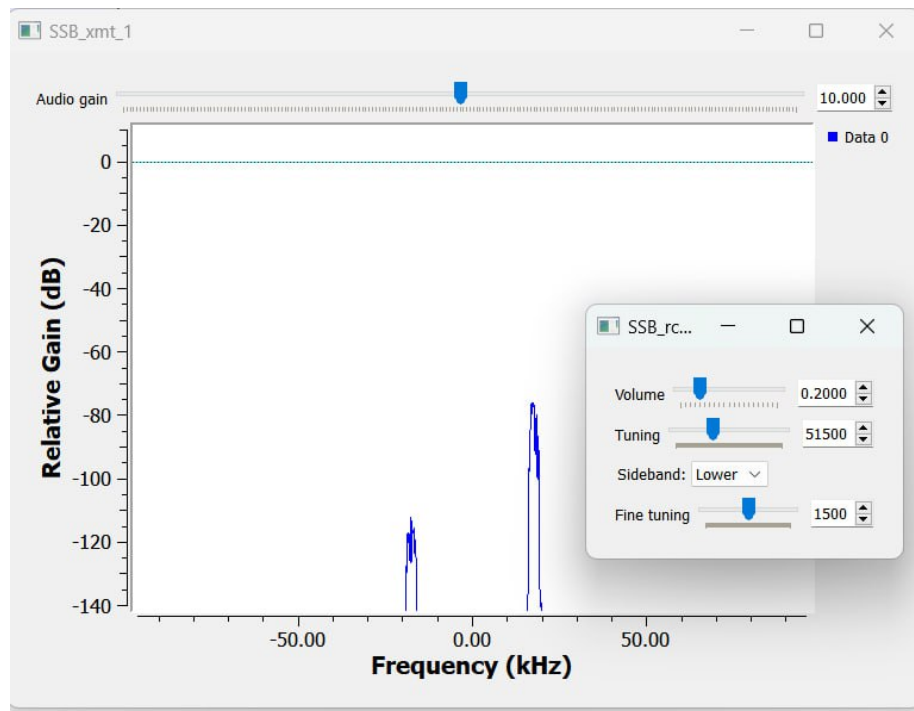 SSB_xmt_1
Audio gain
10.000
Data 0
0
-20
-40
-60
-80
-100
-120
-140
Relative Gain (dB)
-50.00 0.00 50.00
Frequency (kHz)
SSB_rc...
Volume 0.2000
Tuning 51500
Sideband: Lower
Fine tuning 1500